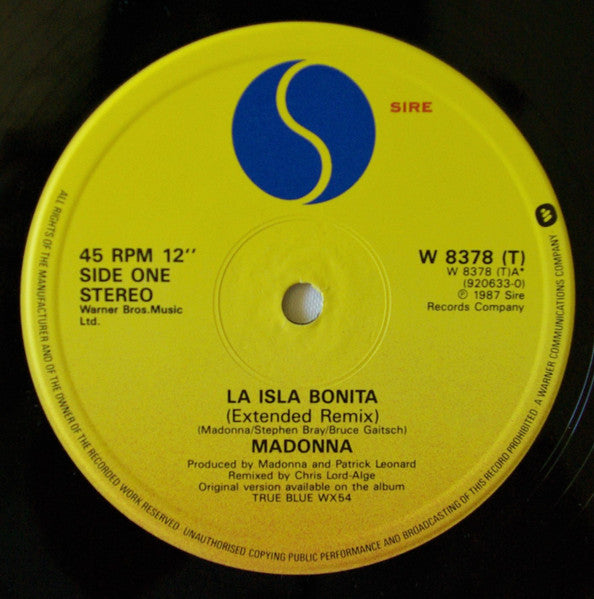 SIRE
45 RPM 12"
SIDE ONE
STEREO
Warner Bros.Music
Ltd.
W 8378 (T)
W 8378 (T)A*
(920633-0)
℗ 1987 Sire
Records Company
LA ISLA BONITA
(Extended Remix)
(Madonna/Stephen Bray/Bruce Gaitsch)
MADONNA
Produced by Madonna and Patrick Leonard
Remixed by Chris Lord-Alge
Original version available on the album
TRUE BLUE WX54
ALL RIGHTS OF THE MANUFACTURER AND OF THE OWNER OF THE RECORDED WORK RESERVED. UNAUTHORISED COPYING PUBLIC PERFORMANCE AND BROADCASTING OF THIS RECORD PROHIBITED. A WARNER COMMUNICATIONS COMPANY